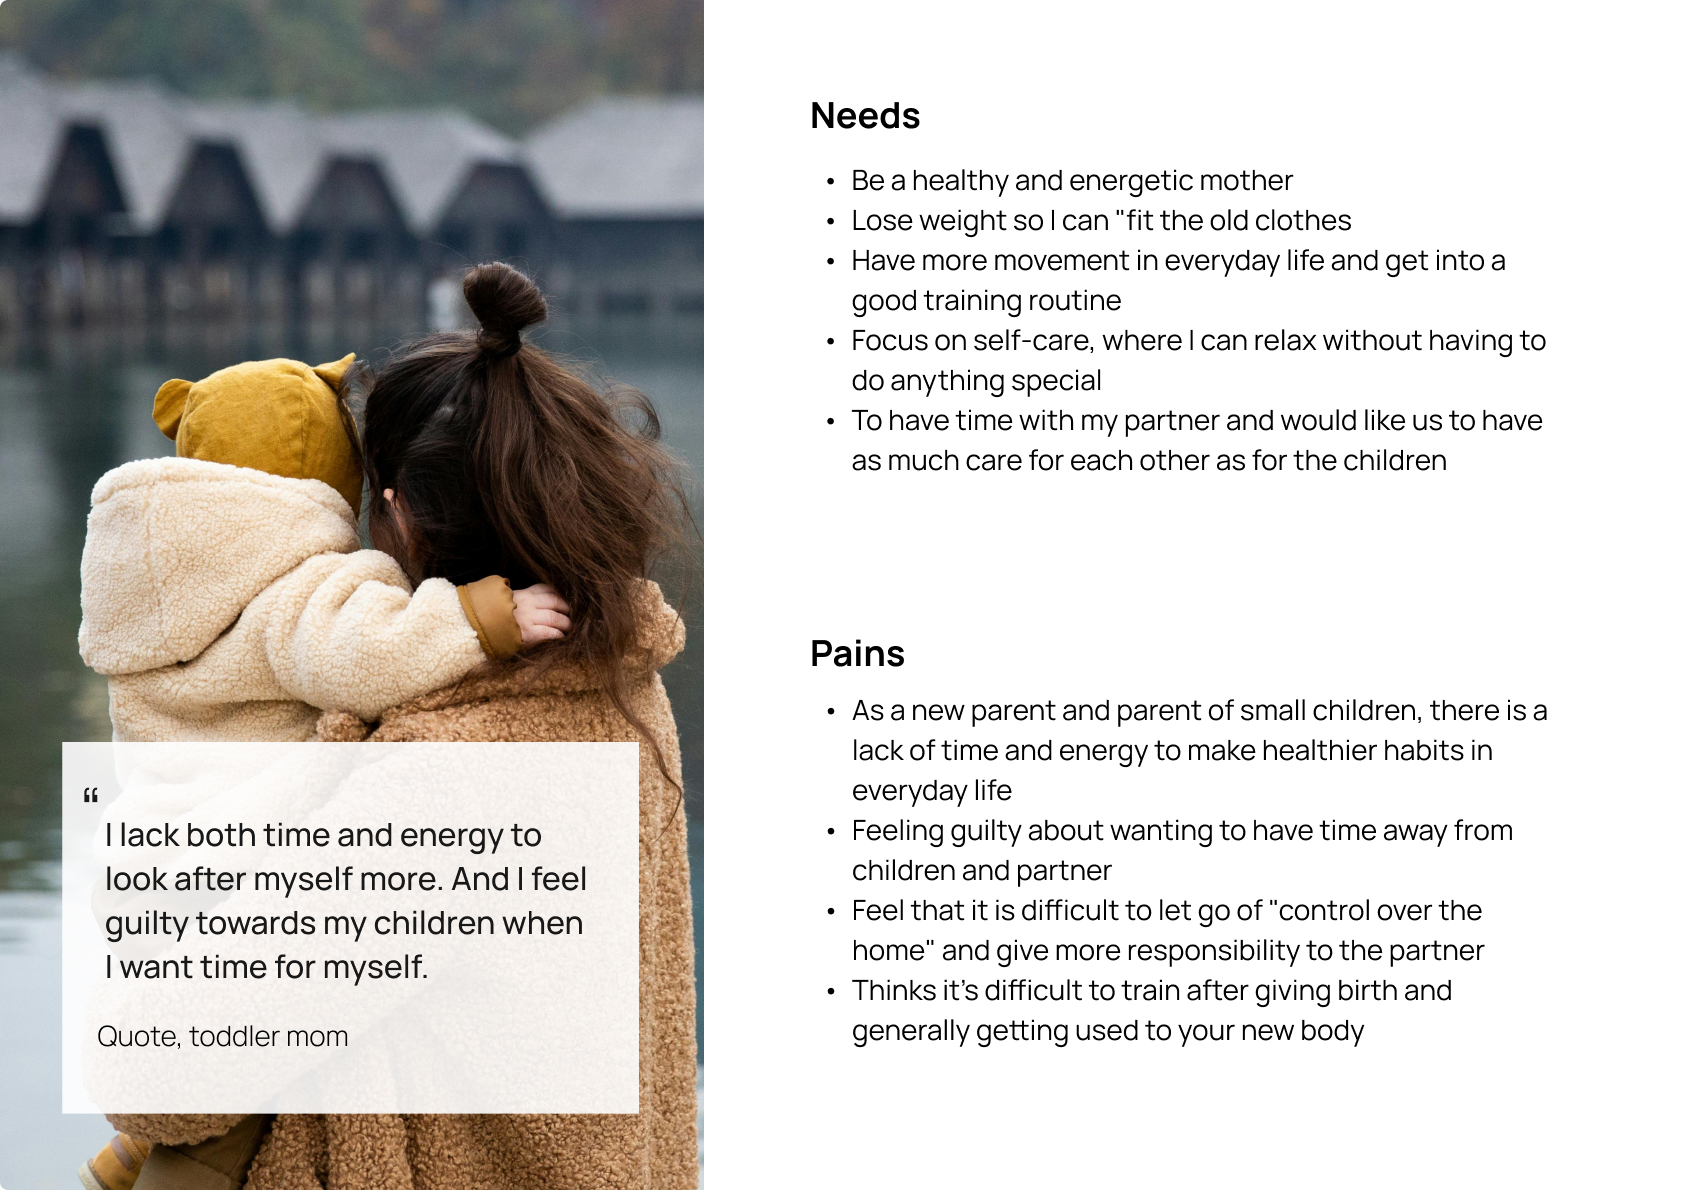 “
I lack both time and energy to
look after myself more. And I feel
guilty towards my children when
I want time for myself.
Quote, toddler mom
Needs
• Be a healthy and energetic mother
• Lose weight so I can "fit the old clothes
• Have more movement in everyday life and get into a
good training routine
• Focus on self-care, where I can relax without having to
do anything special
• To have time with my partner and would like us to have
as much care for each other as for the children
Pains
• As a new parent and parent of small children, there is a
lack of time and energy to make healthier habits in
everyday life
• Feeling guilty about wanting to have time away from
children and partner
• Feel that it is difficult to let go of "control over the
home" and give more responsibility to the partner
• Thinks it’s difficult to train after giving birth and
generally getting used to your new body